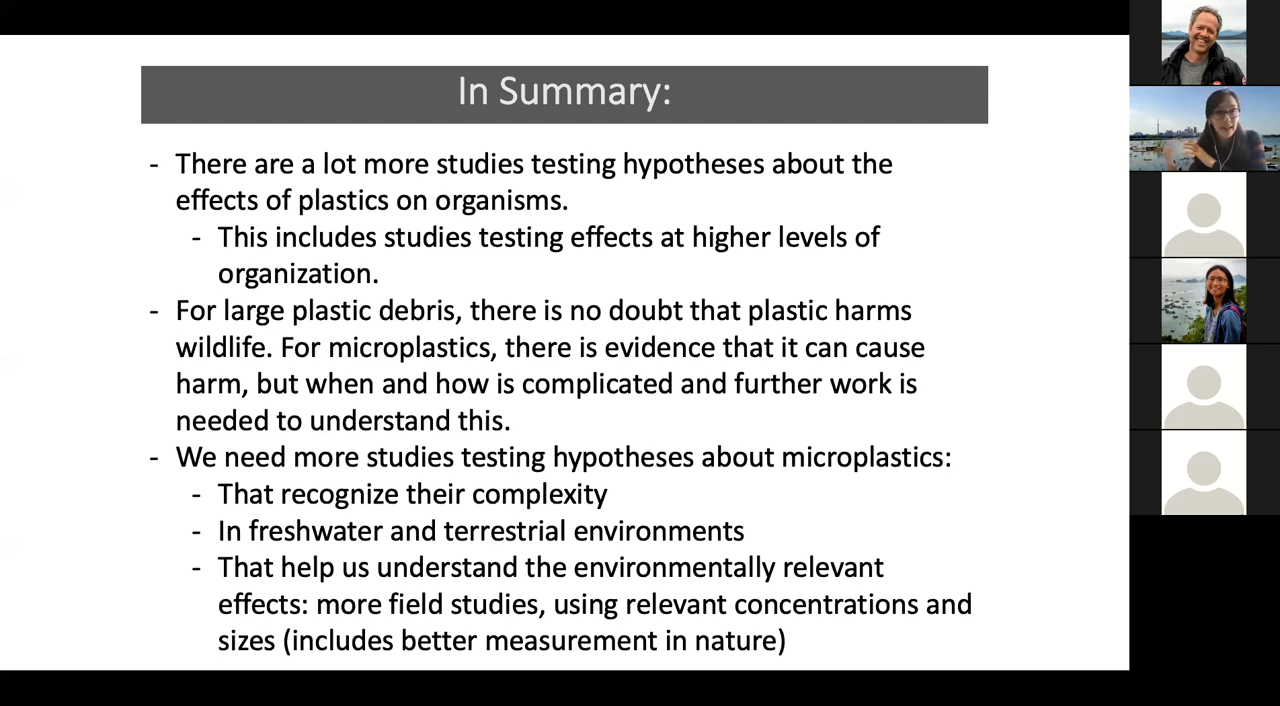 In Summary:
- There are a lot more studies testing hypotheses about the
effects of plastics on organisms.
- This includes studies testing effects at higher levels of
organization.
- For large plastic debris, there is no doubt that plastic harms
wildlife. For microplastics, there is evidence that it can cause
harm, but when and how is complicated and further work is
needed to understand this.
- We need more studies testing hypotheses about microplastics:
- That recognize their complexity
- In freshwater and terrestrial environments
- That help us understand the environmentally relevant
effects: more field studies, using relevant concentrations and
sizes (includes better measurement in nature)